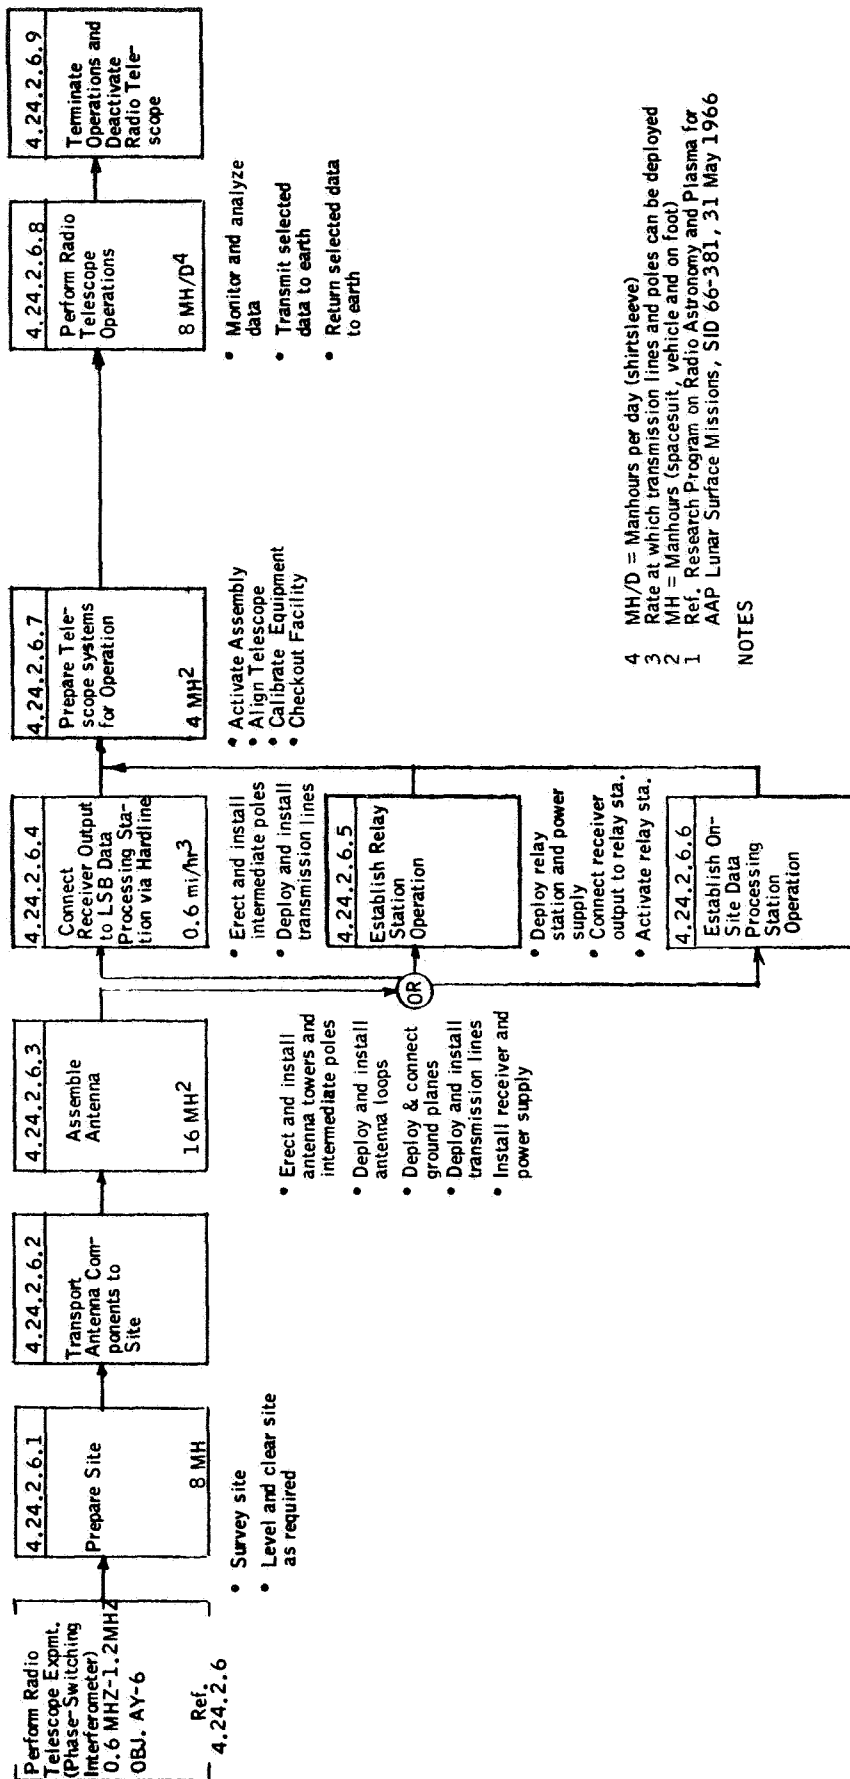 Perform Radio
Telescope Expmt.
(Phase-Switching
Interferometer)
0.6 MHZ-1.2MHZ
OBJ. AY-6
Ref.
4.24.2.6
4.24.2.6.1
Prepare Site
8 MH
• Survey site
• Level and clear site
as required
4.24.2.6.2
Transport
Antenna Com-
ponents to
Site
4.24.2.6.3
Assemble
Antenna
16 MH2
• Erect and install
antenna towers and
intermediate poles
• Deploy and install
antenna loops
• Deploy & connect
ground planes
• Deploy and install
transmission lines
• Install receiver and
power supply
OR
4.24.2.6.4
Connect
Receiver Output
to LSB Data
Processing Sta-
tion via Hardline
0.6 mi/hr3
• Erect and install
intermediate poles
• Deploy and install
transmission lines
4.24.2.6.5
Establish Relay
Station
Operation
• Deploy relay
station and power
supply
• Connect receiver
output to relay sta.
• Activate relay sta.
4.24.2.6.6
Establish On-
Site Data
Processing
Station
Operation
4.24.2.6.7
Prepare Tele-
scope systems
for Operation
4 MH2
• Activate Assembly
• Align Telescope
• Calibrate Equipment
• Checkout Facility
4.24.2.6.8
Perform Radio
Telescope
Operations
8 MH/D4
• Monitor and analyze
data
• Transmit selected
data to earth
• Return selected data
to earth
4.24.2.6.9
Terminate
Operations and
Deactivate
Radio Tele-
scope
4 MH/D = Manhours per day (shirtsleeve)
3 Rate at which transmission lines and poles can be deployed
2 MH = Manhours (spacesuit, vehicle and on foot)
1 Ref. Research Program on Radio Astronomy and Plasma for
AAP Lunar Surface Missions, SID 66-381, 31 May 1966
NOTES